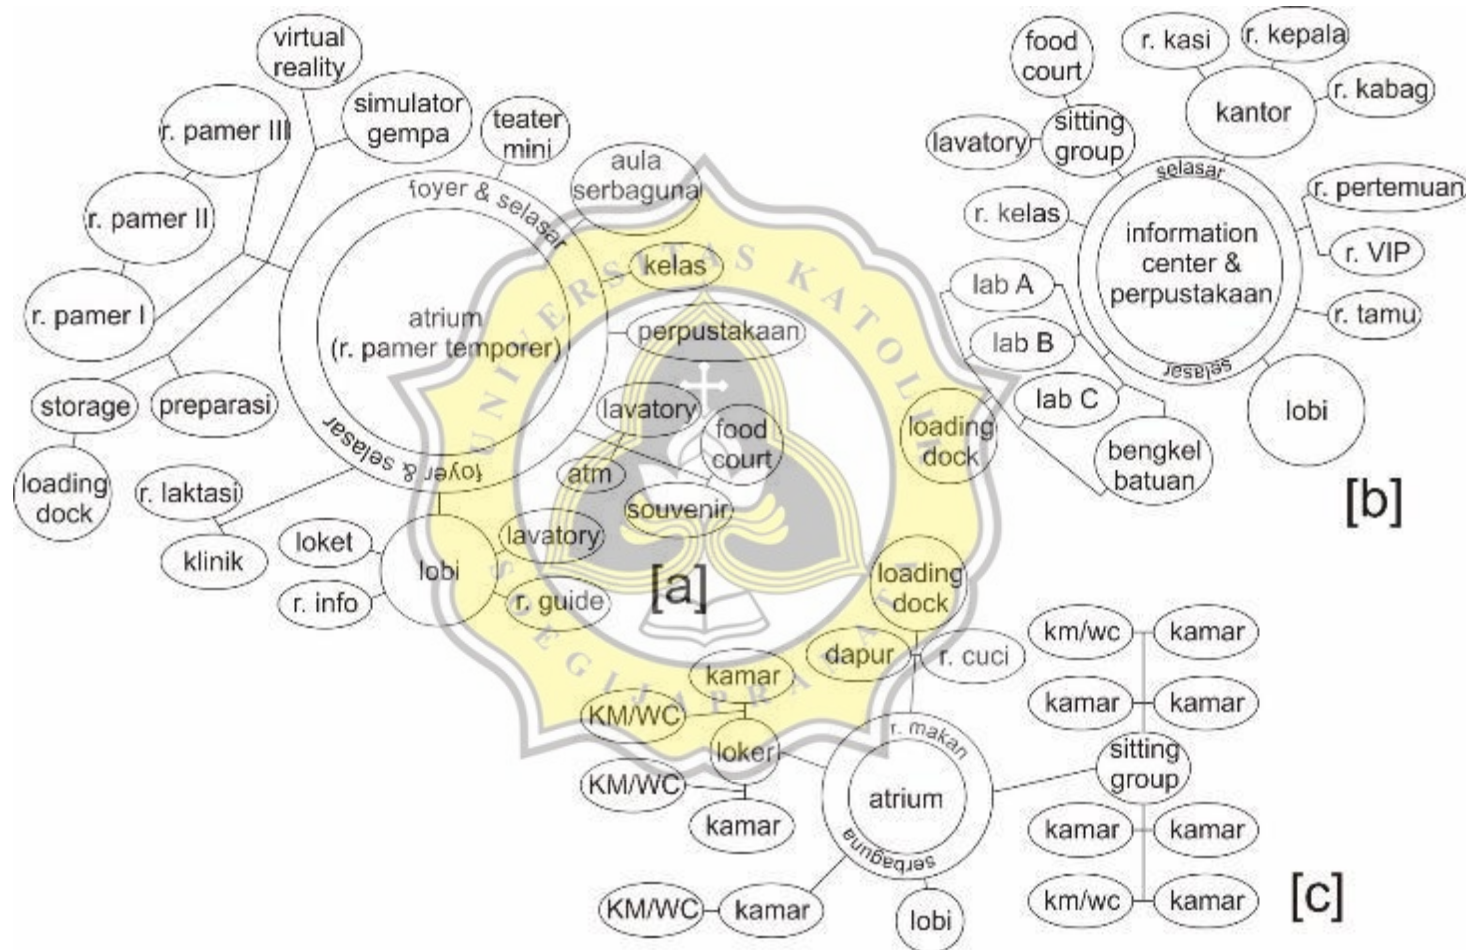 virtual
reality
simulator
gempa
teater
mini
r. pamer III
aula
serbaguna
r. pamer II
foyer & selasar
kelas
r. pamer I
atrium
(r. pamer temporer)
perpustakaan
storage
preparasi
lavatory
food
court
foyer & selasar
atm
souvenir
loading
dock
r. laktasi
klinik
loket
lobi
lavatory
r. info
r. guide
[a]
food
court
r. kasi
r. kepala
r. kabag
kantor
lavatory
sitting
group
selasar
r. pertemuan
r. kelas
information
center &
perpustakaan
r. VIP
lab A
r. tamu
lab B
selasar
lab C
lobi
loading
dock
bengkel
batuan
[b]
loading
dock
dapur
r. cuci
kamar
KM/WC
loker
KM/WC
kamar
r. makan
atrium
serbaguna
KM/WC
kamar
lobi
km/wc
kamar
kamar
kamar
sitting
group
kamar
kamar
km/wc
kamar
[c]
UNIVERSITAS KATOLIK
SOEGIJAPRANATA